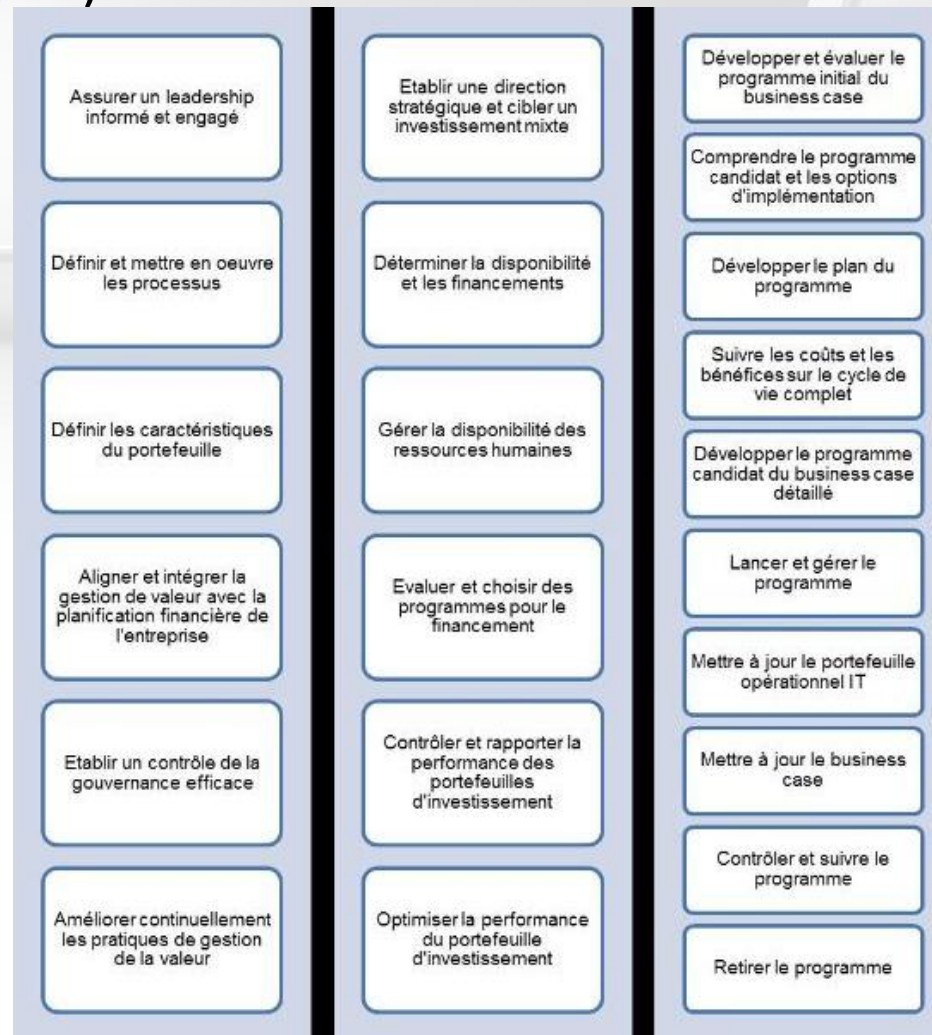 Assurer un leadership
informé et engagé
Définir et mettre en oeuvre
les processus
Définir les caractéristiques
du portefeuille
Aligner et intégrer la
gestion de valeur avec la
planification financière de
l'entreprise
Etablir un contrôle de la
gouvernance efficace
Améliorer continuellement
les pratiques de gestion
de la valeur
Etablir une direction
stratégique et cibler un
investissement mixte
Déterminer la disponibilité
et les financements
Gérer la disponibilité des
ressources humaines
Evaluer et choisir des
programmes pour le
financement
Contrôler et rapporter la
performance des
portefeuilles
d'investissement
Optimiser la performance
du portefeuille
d'investissement
Développer et évaluer le
programme initial du
business case
Comprendre le programme
candidat et les options
d'implémentation
Développer le plan du
programme
Suivre les coûts et les
bénéfices sur le cycle de
vie complet
Développer le programme
candidat du business case
détaillé
Lancer et gérer le
programme
Mettre à jour le portefeuille
opérationnel IT
Mettre à jour le business
case
Contrôler et suivre le
programme
Retirer le programme